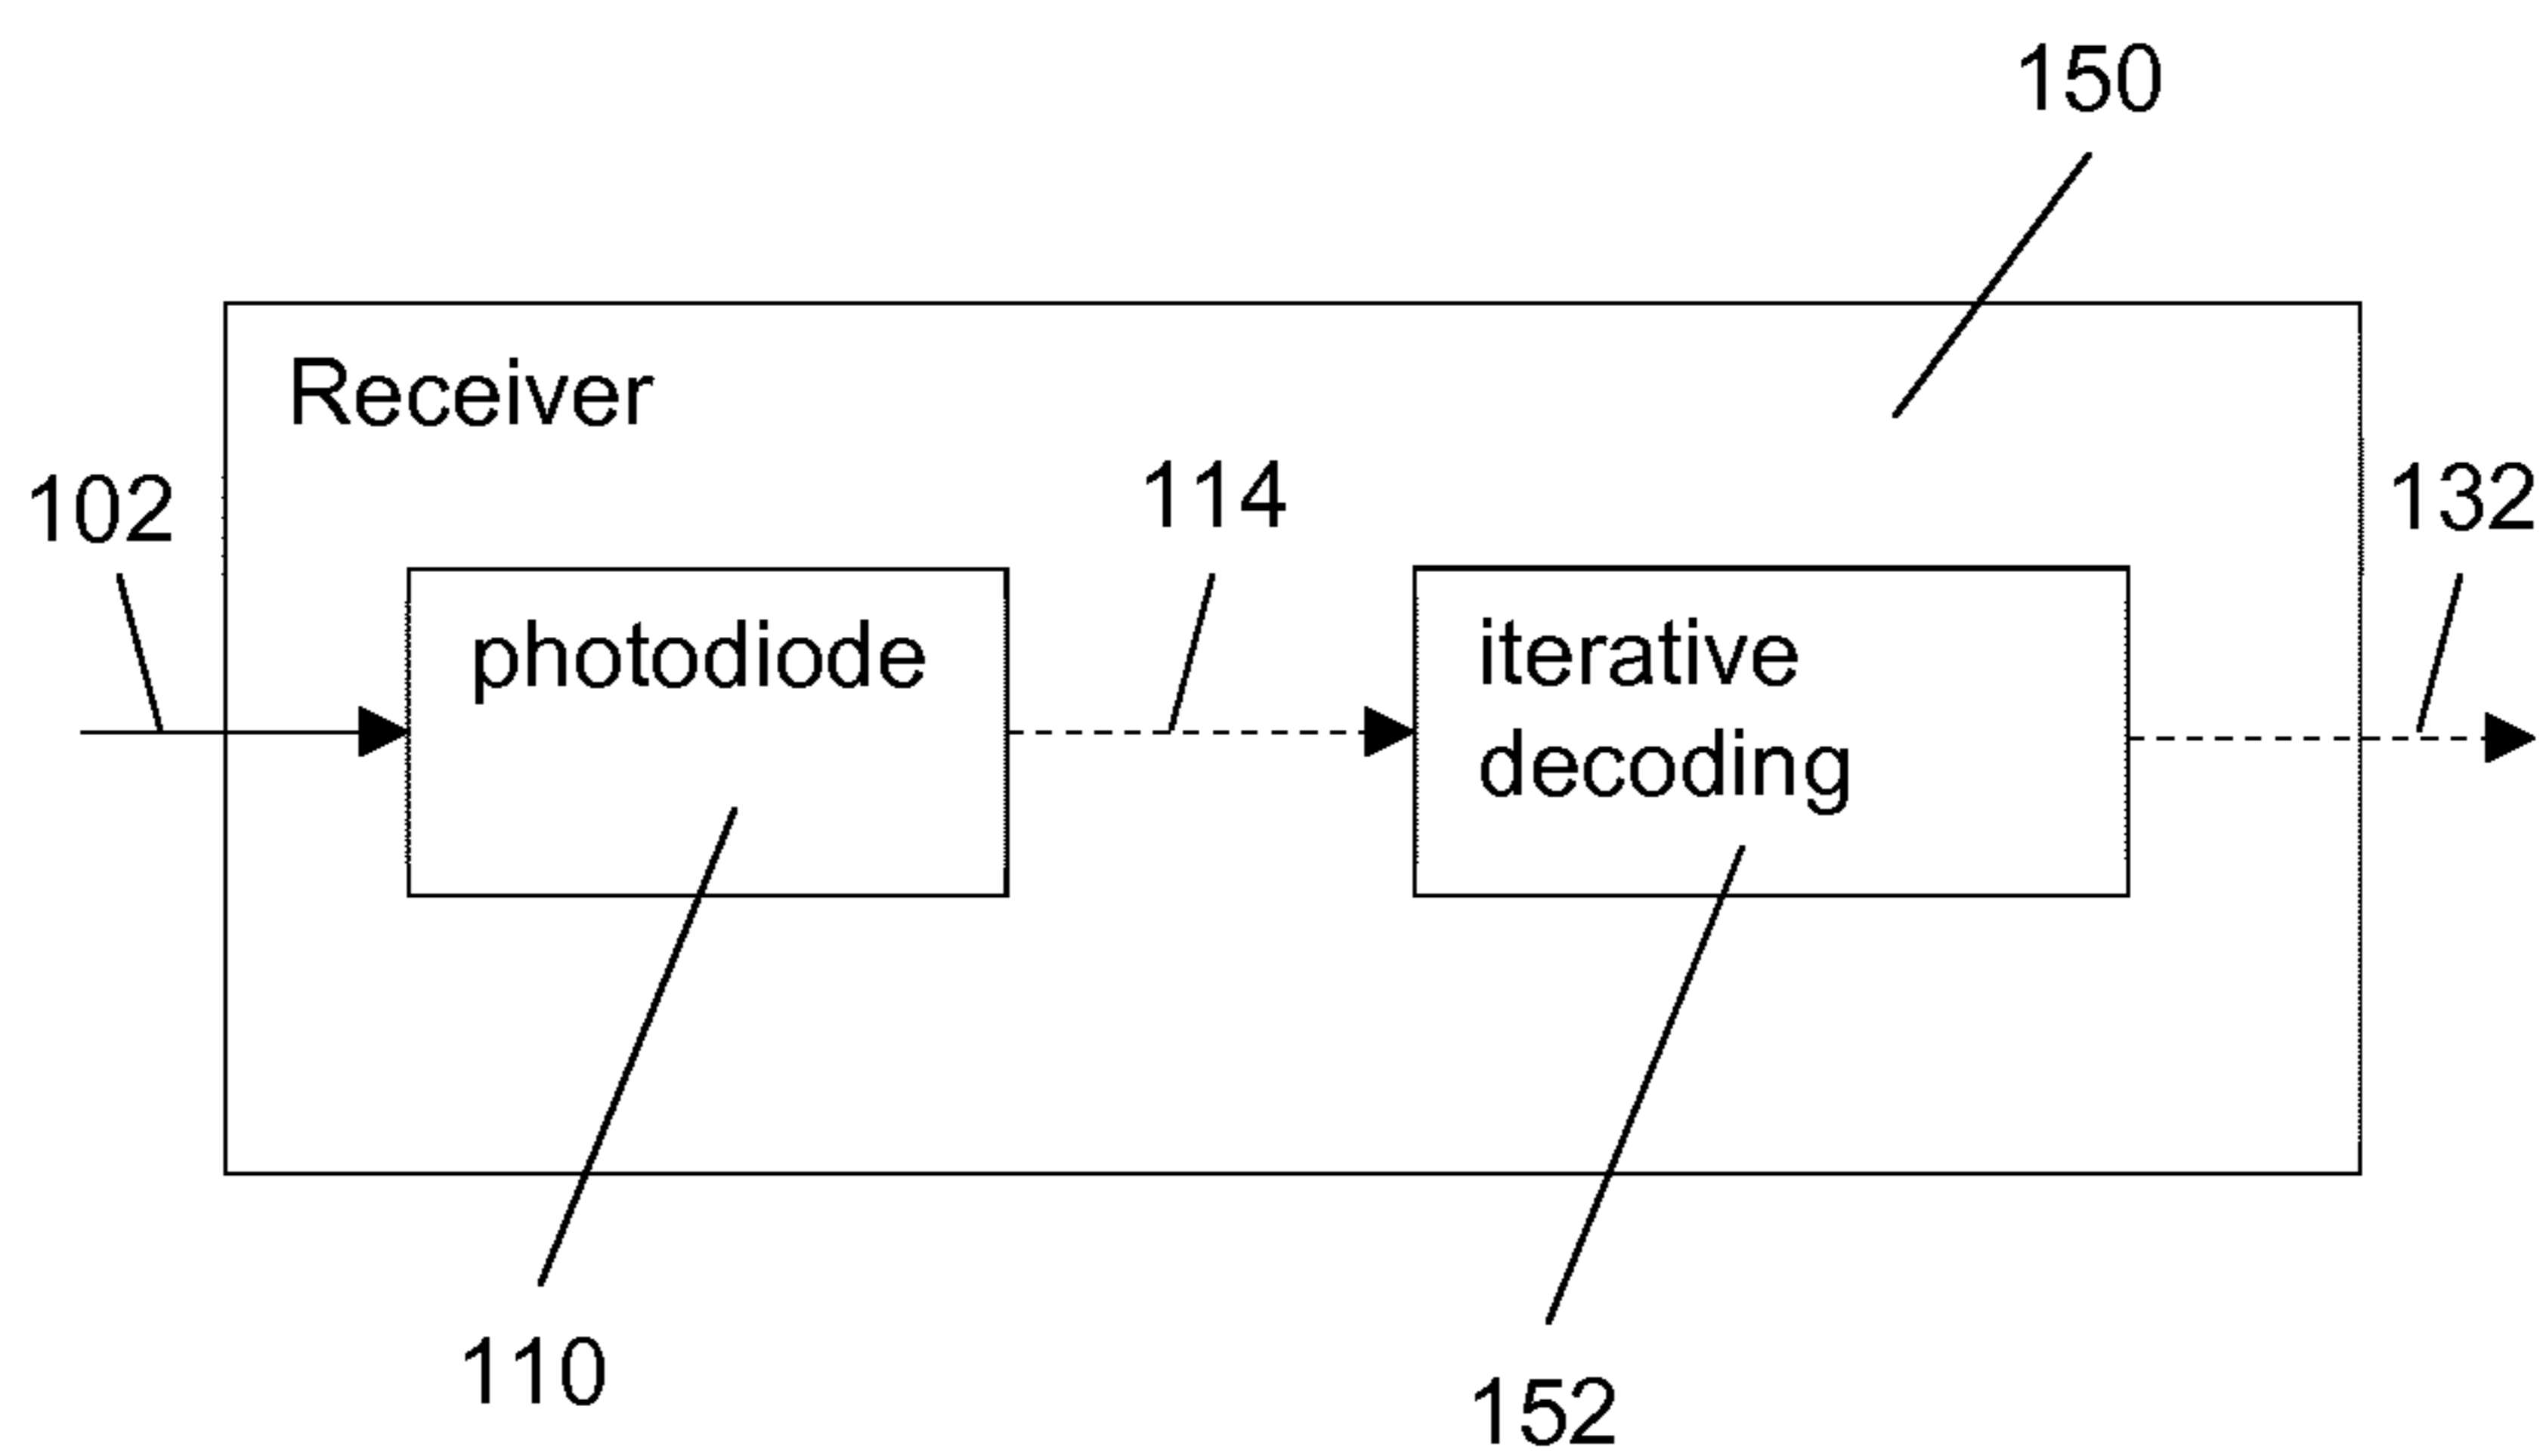 150
Receiver
102
114
132
photodiode
iterative
decoding
110
152